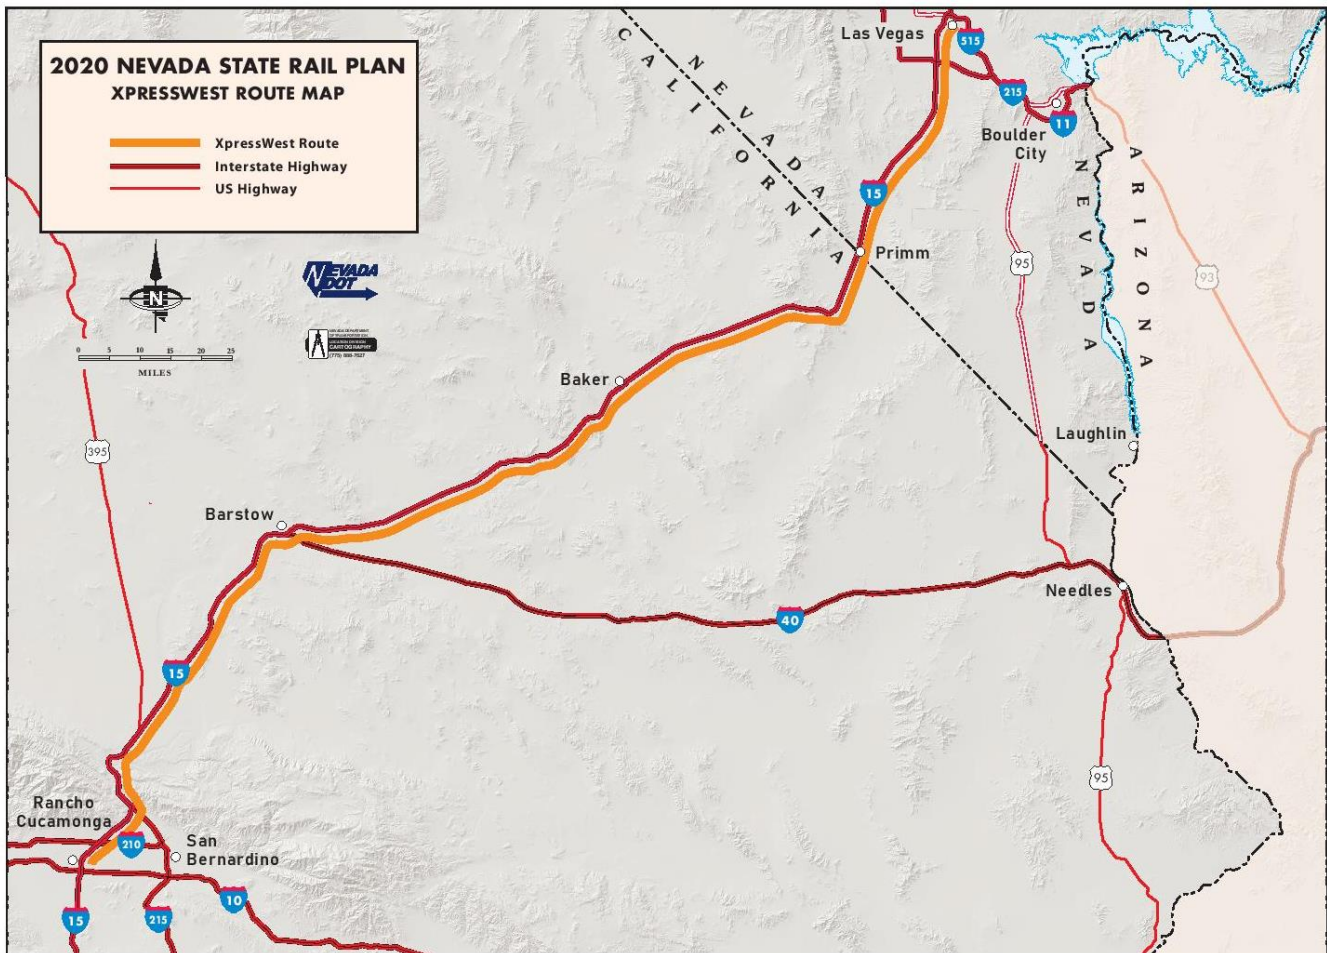 2020 NEVADA STATE RAIL PLAN
XPRESSWEST ROUTE MAP
XpressWest Route
Interstate Highway
US Highway
N
NEVADA
DOT
CARTOGRAPHY
0 5 10 15 20 25
MILES
Las Vegas
515
215
11
Boulder
City
NEVADA
CALIFORNIA
NEVADA
ARIZONA
15
Primm
95
93
Baker
395
Laughlin
Barstow
Needles
40
15
95
Rancho
Cucamonga
210
San
Bernardino
10
15
215